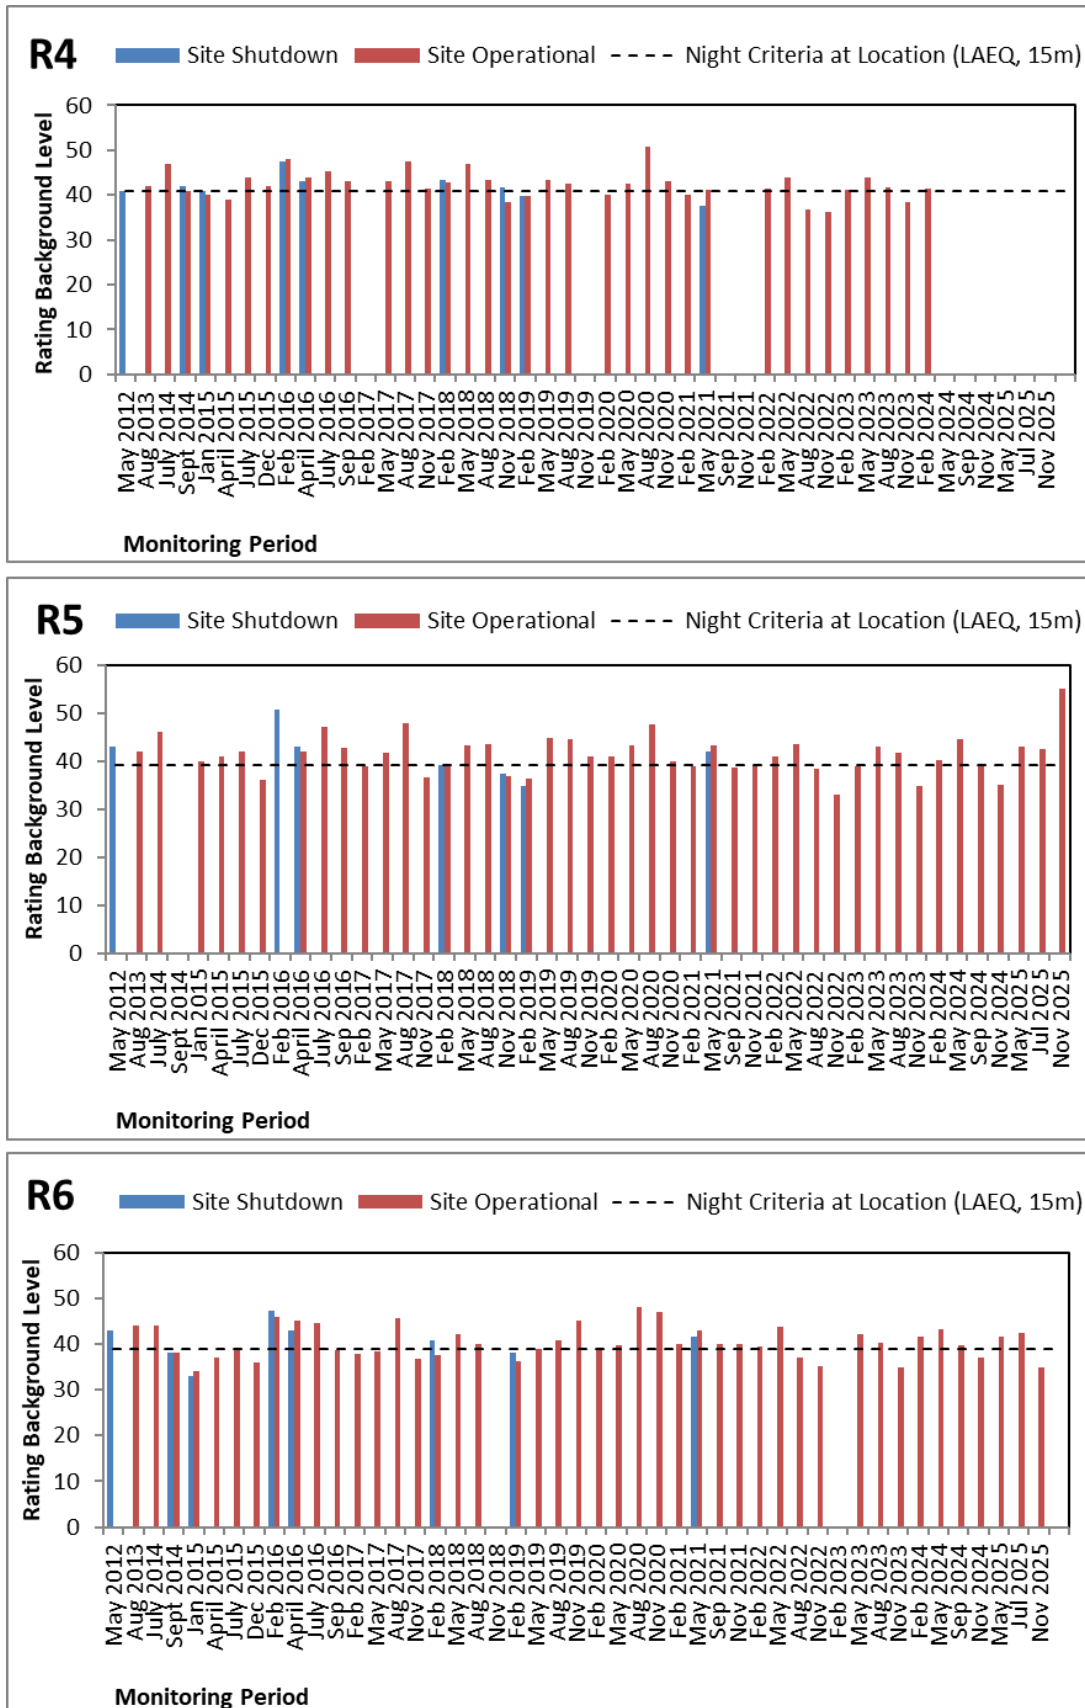 R4 Site Shutdown Site Operational Night Criteria at Location (LAEQ, 15m)
Rating Background Level
60
50
40
30
20
10
0
May 2012
Aug 2013
July 2014
Sept 2014
Jan 2015
April 2015
July 2015
Dec 2015
Feb 2016
April 2016
July 2016
Sep 2016
Feb 2017
May 2017
Aug 2017
Nov 2017
Feb 2018
May 2018
Aug 2018
Nov 2018
Feb 2019
May 2019
Aug 2019
Nov 2019
Feb 2020
May 2020
Aug 2020
Nov 2020
Feb 2021
May 2021
Sep 2021
Nov 2021
Feb 2022
May 2022
Aug 2022
Nov 2022
Feb 2023
May 2023
Aug 2023
Nov 2023
Feb 2024
May 2024
Sep 2024
Nov 2024
May 2025
Jul 2025
Nov 2025
Monitoring Period
R5 Site Shutdown Site Operational Night Criteria at Location (LAEQ, 15m)
Rating Background Level
60
50
40
30
20
10
0
May 2012
Aug 2013
July 2014
Sept 2014
Jan 2015
April 2015
July 2015
Dec 2015
Feb 2016
April 2016
July 2016
Sep 2016
Feb 2017
May 2017
Aug 2017
Nov 2017
Feb 2018
May 2018
Aug 2018
Nov 2018
Feb 2019
May 2019
Aug 2019
Nov 2019
Feb 2020
May 2020
Aug 2020
Nov 2020
Feb 2021
May 2021
Sep 2021
Nov 2021
Feb 2022
May 2022
Aug 2022
Nov 2022
Feb 2023
May 2023
Aug 2023
Nov 2023
Feb 2024
May 2024
Sep 2024
Nov 2024
May 2025
Jul 2025
Nov 2025
Monitoring Period
R6 Site Shutdown Site Operational Night Criteria at Location (LAEQ, 15m)
Rating Background Level
60
50
40
30
20
10
0
May 2012
Aug 2013
July 2014
Sept 2014
Jan 2015
April 2015
July 2015
Dec 2015
Feb 2016
April 2016
July 2016
Sep 2016
Feb 2017
May 2017
Aug 2017
Nov 2017
Feb 2018
May 2018
Aug 2018
Nov 2018
Feb 2019
May 2019
Aug 2019
Nov 2019
Feb 2020
May 2020
Aug 2020
Nov 2020
Feb 2021
May 2021
Sep 2021
Nov 2021
Feb 2022
May 2022
Aug 2022
Nov 2022
Feb 2023
May 2023
Aug 2023
Nov 2023
Feb 2024
May 2024
Sep 2024
Nov 2024
May 2025
Jul 2025
Nov 2025
Monitoring Period